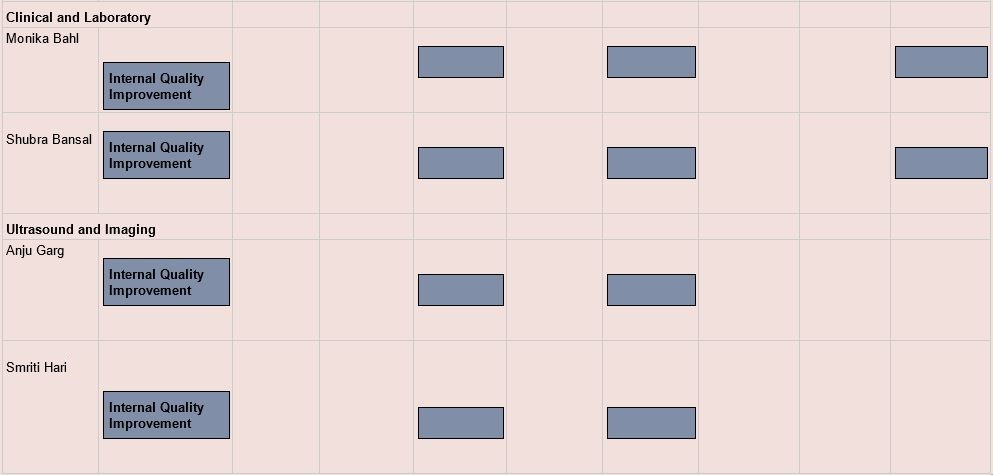 Clinical and Laboratory
Monika Bahl
Internal Quality
Improvement
Shubra Bansal
Internal Quality
Improvement
Ultrasound and Imaging
Anju Garg
Internal Quality
Improvement
Smriti Hari
Internal Quality
Improvement